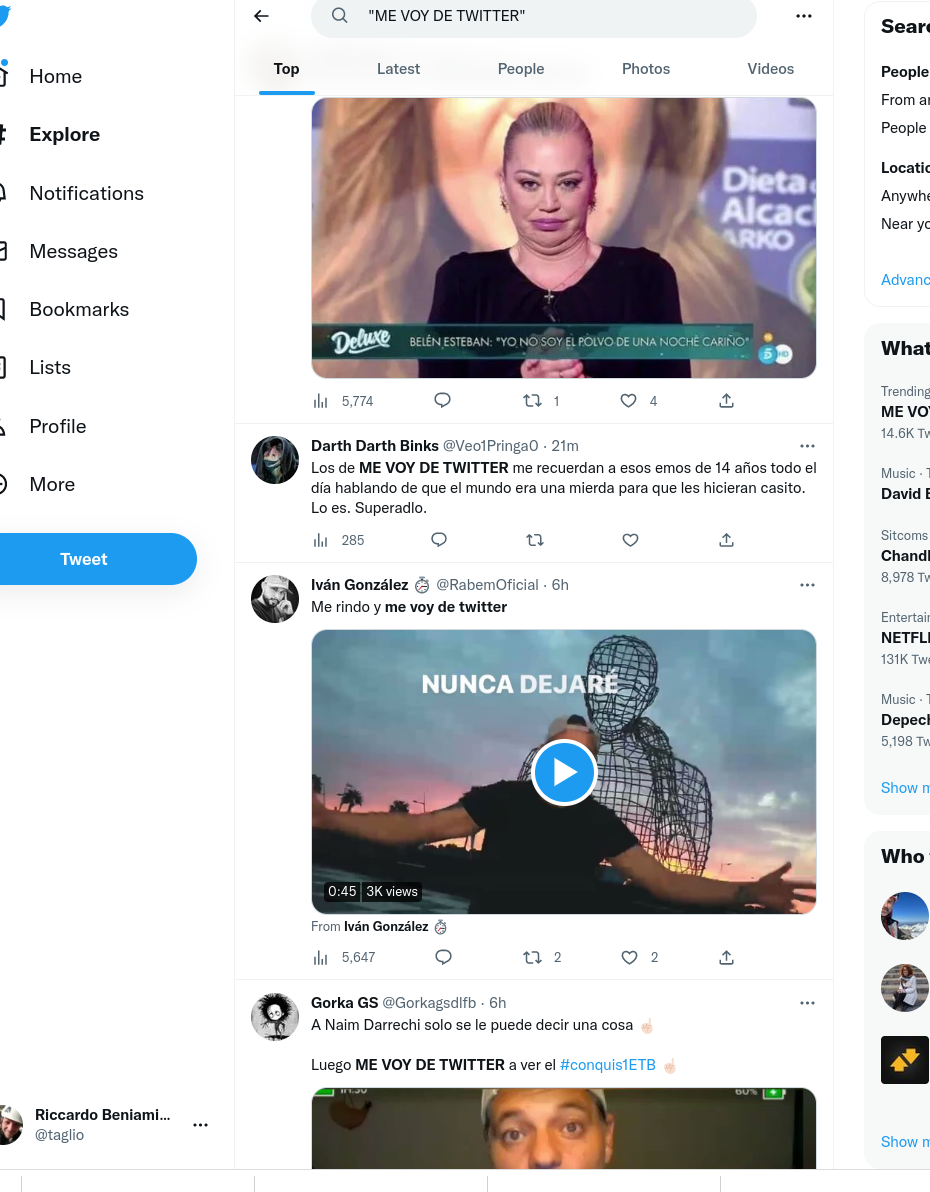 "ME VOY DE TWITTER"
Top
Latest
People
Photos
Videos
Home
Explore
Notifications
Messages
Bookmarks
Lists
Profile
More
Tweet
Riccardo Beniami...
@taglio
Dieta
Alcac
ARKO
Deluxe
BELÉN ESTEBAN: "YO NO SOY EL POLVO DE UNA NOCHE CARIÑO"
5 HD
5,774 1 4
Darth Darth Binks @Veo1Pringa0 · 21m
Los de ME VOY DE TWITTER me recuerdan a esos emos de 14 años todo el
día hablando de que el mundo era una mierda para que les hicieran casito.
Lo es. Superadlo.
285
Iván González @RabemOficial · 6h
Me rindo y me voy de twitter
NUNCA DEJARÉ
0:45 3K views
From Iván González
5,647 2 2
Gorka GS @Gorkagsdlfb · 6h
A Naim Darrechi solo se le puede decir una cosa ☝🏻
Luego ME VOY DE TWITTER a ver el #conquis1ETB ☝🏻
60%
Sear
People
From a
People
Locatio
Anywhe
Near yo
Advanc
What
Trending
ME VO
14.6K Tw
Music · T
David B
Sitcoms
Chandl
8,978 Tw
Entertai
NETFLI
131K Twe
Music · T
Depech
5,198 Tw
Show m
Who
Show m